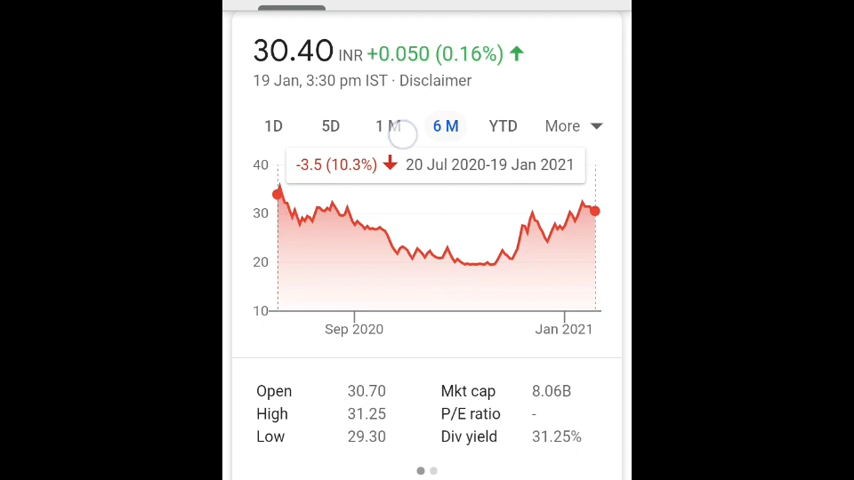 30.40 INR +0.050 (0.16%)
19 Jan, 3:30 pm IST · Disclaimer
1D 5D 1 M 6 M YTD More
-3.5 (10.3%) 20 Jul 2020-19 Jan 2021
40
30
20
10
Sep 2020 Jan 2021
Open 30.70 Mkt cap 8.06B
High 31.25 P/E ratio -
Low 29.30 Div yield 31.25%